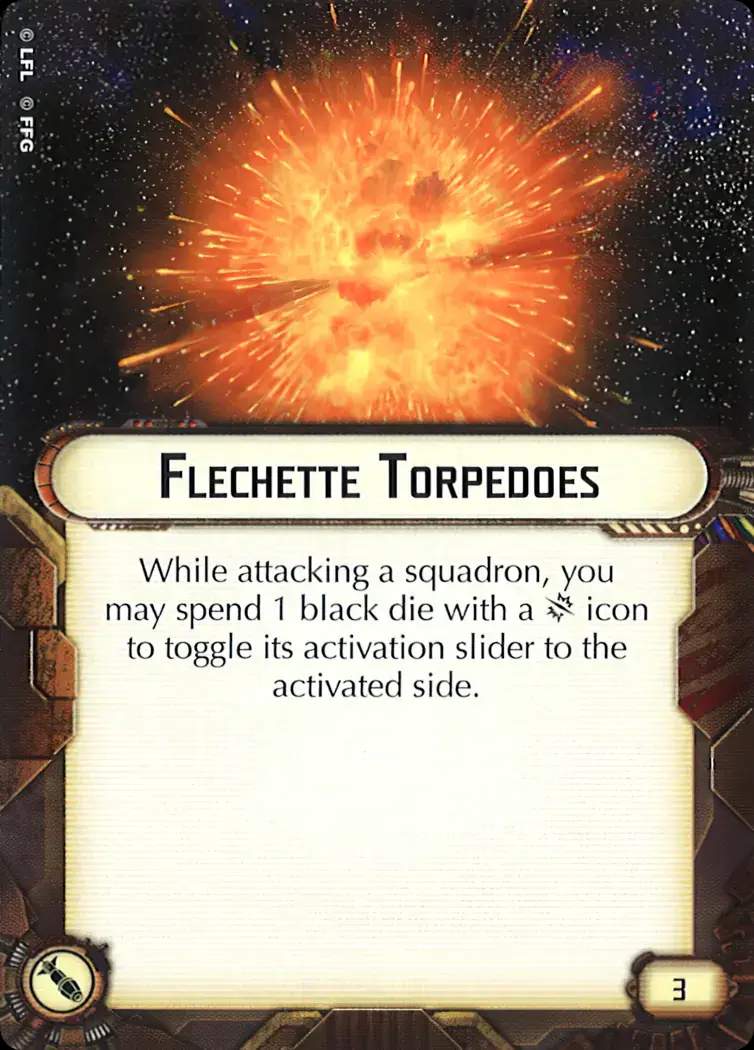 © LFL © FFG
Flechette Torpedoes
While attacking a squadron, you
may spend 1 black die with a icon
to toggle its activation slider to the
activated side.
3